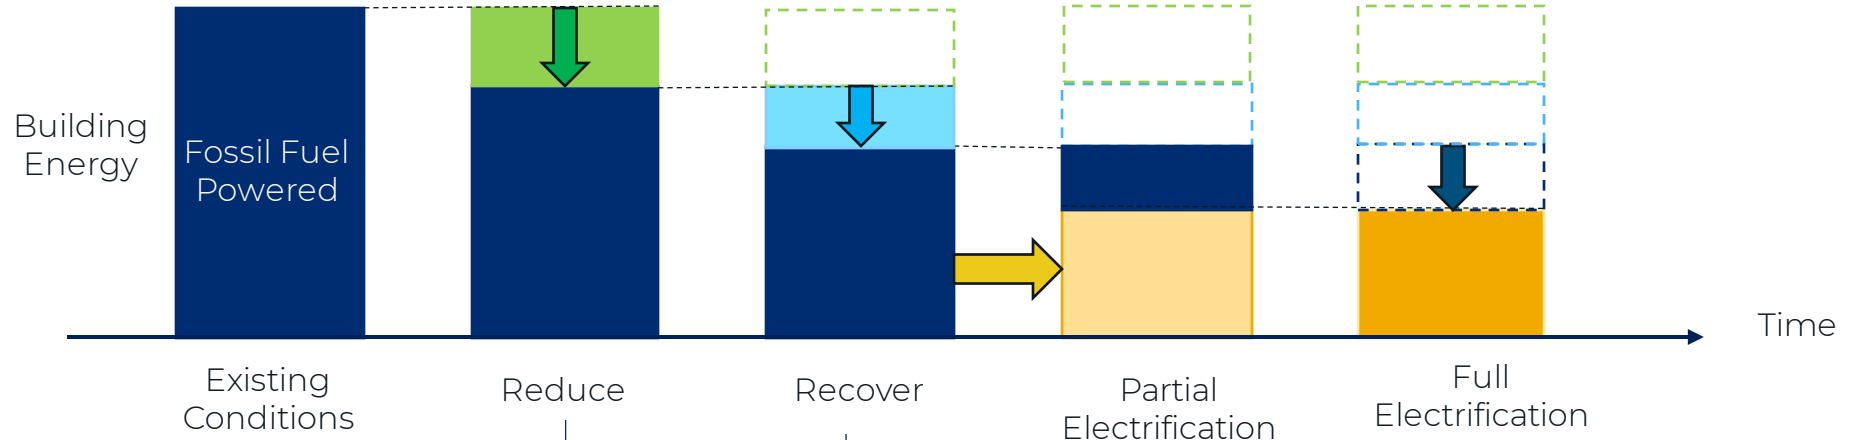 Building
Energy
Fossil Fuel
Powered
Time
Existing
Conditions
Reduce
Recover
Partial
Electrification
Full
Electrification